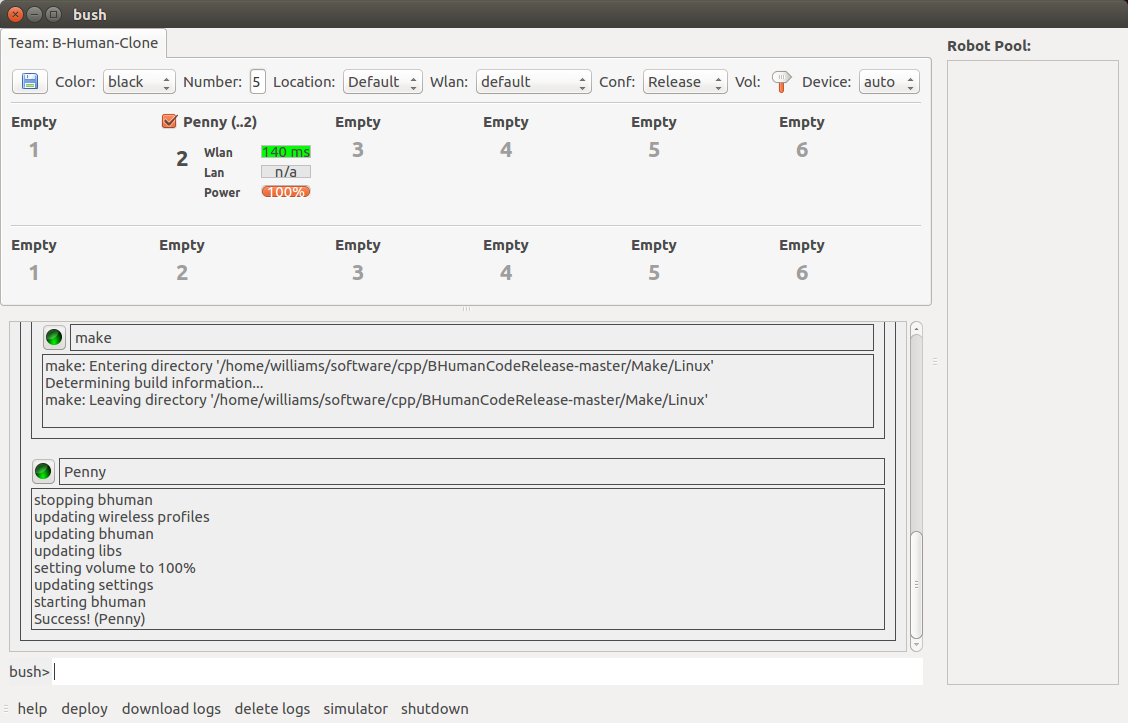 bush
Team: B-Human-Clone
Robot Pool:
Color: black Number: 5 Location: Default Wlan: default Conf: Release Vol: Device: auto
Empty Penny (..2) Empty Empty Empty Empty
1 2 3 4 5 6
Wlan 140 ms
Lan n/a
Power 100%
Empty Empty Empty Empty Empty Empty
1 2 3 4 5 6
make
make: Entering directory '/home/williams/software/cpp/BHumanCodeRelease-master/Make/Linux'
Determining build information...
make: Leaving directory '/home/williams/software/cpp/BHumanCodeRelease-master/Make/Linux'
Penny
stopping bhuman
updating wireless profiles
updating bhuman
updating libs
setting volume to 100%
updating settings
starting bhuman
Success! (Penny)
bush>
help deploy download logs delete logs simulator shutdown